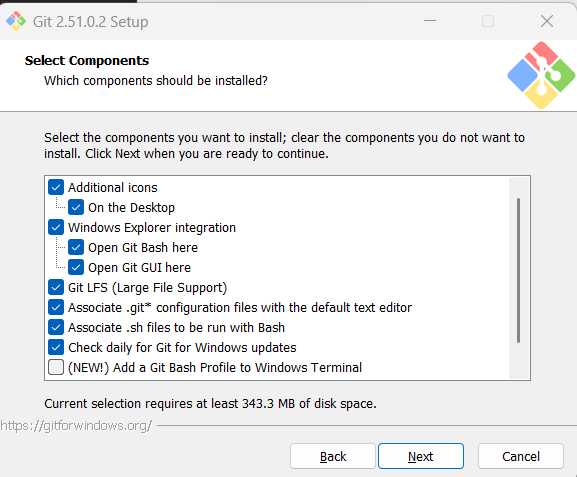 Git 2.51.0.2 Setup
Select Components
Which components should be installed?
Select the components you want to install; clear the components you do not want to
install. Click Next when you are ready to continue.
Additional icons
On the Desktop
Windows Explorer integration
Open Git Bash here
Open Git GUI here
Git LFS (Large File Support)
Associate .git* configuration files with the default text editor
Associate .sh files to be run with Bash
Check daily for Git for Windows updates
(NEW!) Add a Git Bash Profile to Windows Terminal
Current selection requires at least 343.3 MB of disk space.
https://gitforwindows.org/
Back Next Cancel